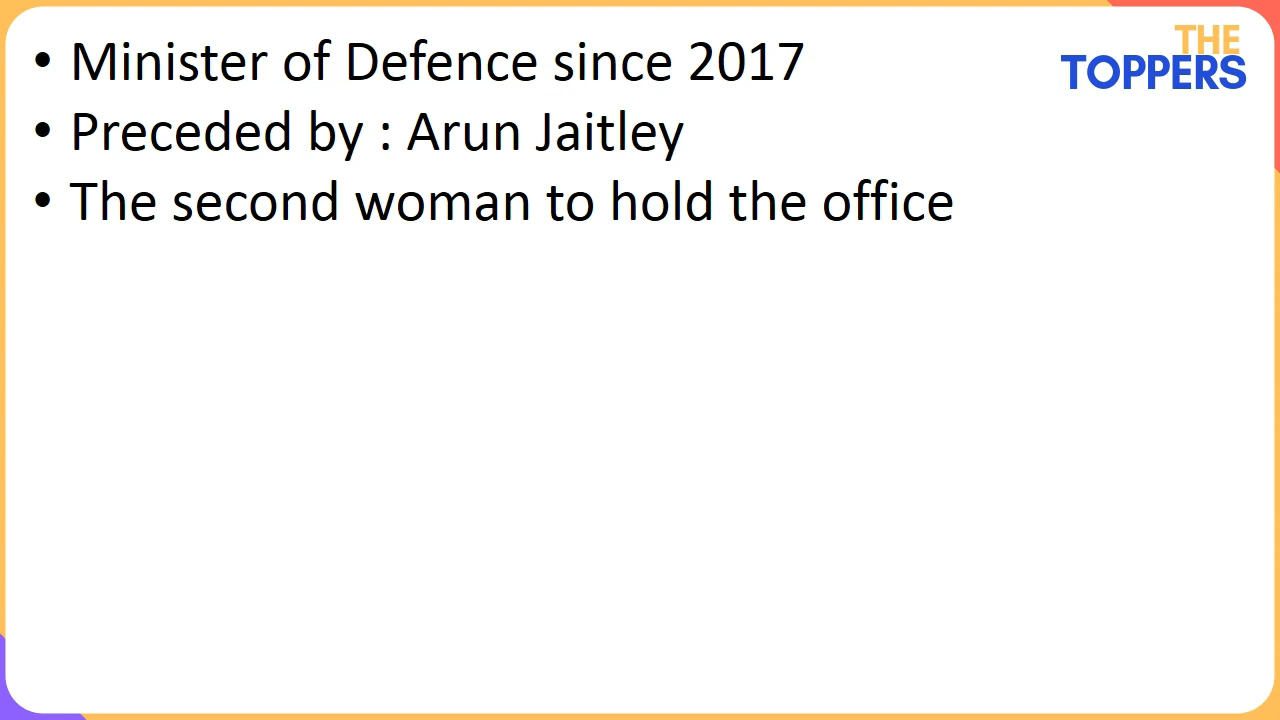 • Minister of Defence since 2017
• Preceded by : Arun Jaitley
• The second woman to hold the office
THE
TOPPERS